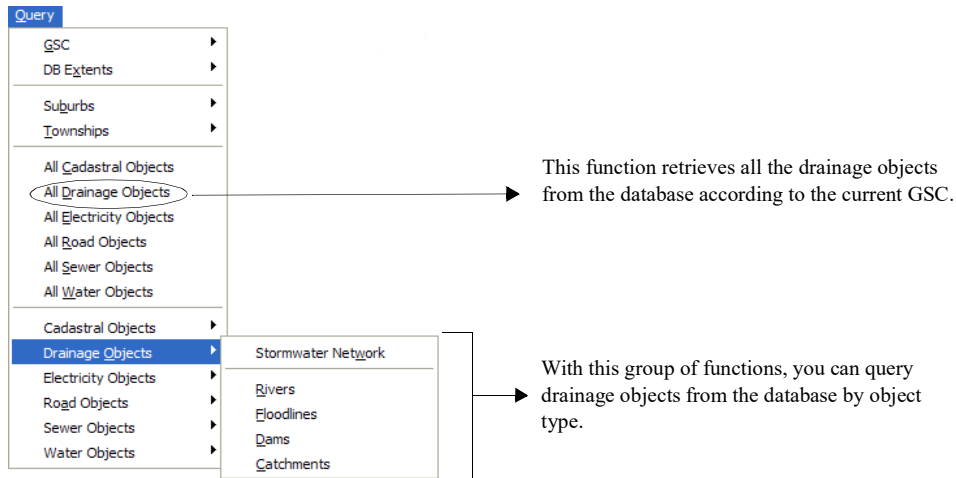 Query
GSC
DB Extents
Suburbs
Townships
All Cadastral Objects
All Drainage Objects
All Electricity Objects
All Road Objects
All Sewer Objects
All Water Objects
Cadastral Objects
Drainage Objects
Electricity Objects
Road Objects
Sewer Objects
Water Objects
Stormwater Network
Rivers
Floodlines
Dams
Catchments
This function retrieves all the drainage objects
from the database according to the current GSC.
With this group of functions, you can query
drainage objects from the database by object
type.